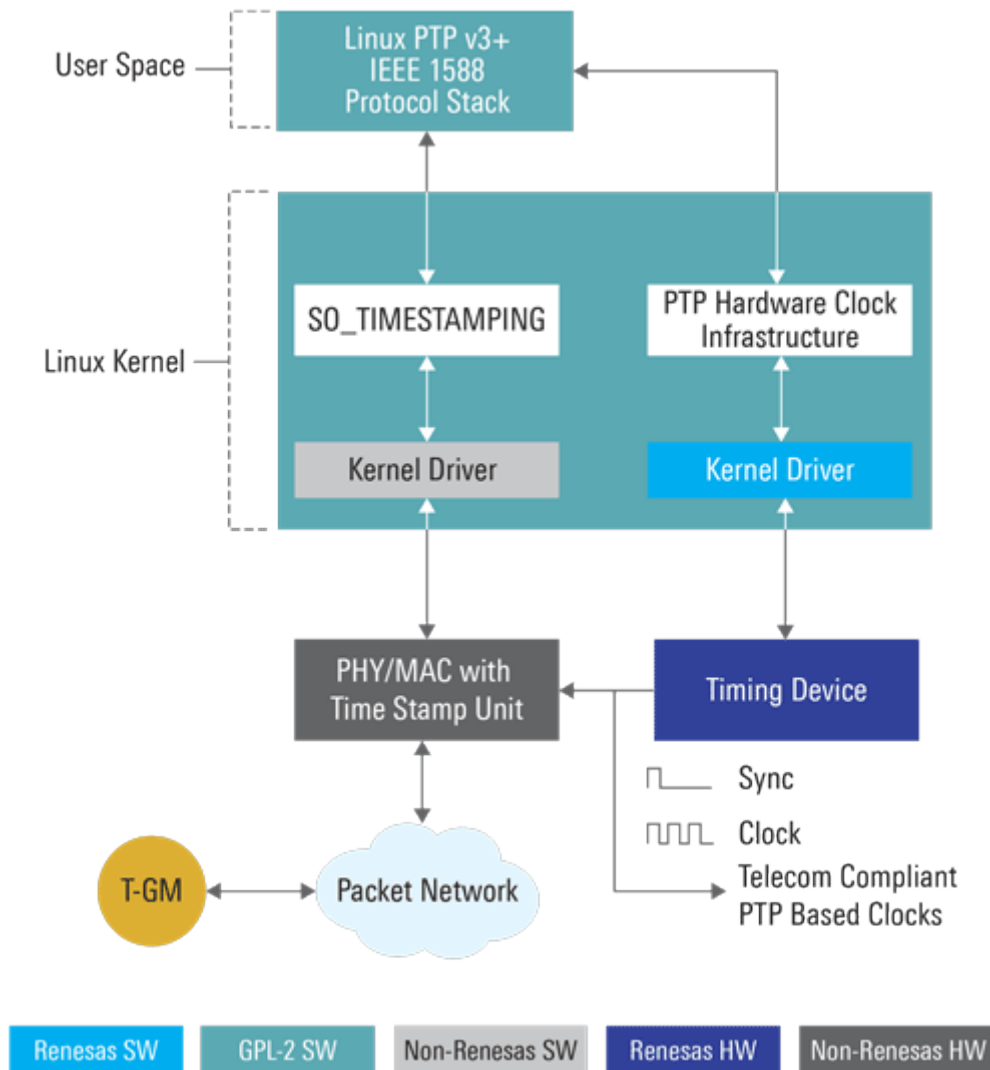 Linux PTP v3+
IEEE 1588
Protocol Stack
User Space
SO_TIMESTAMPING
PTP Hardware Clock
Infrastructure
Linux Kernel
Kernel Driver
Kernel Driver
PHY/MAC with
Time Stamp Unit
Timing Device
Sync
Clock
Telecom Compliant
PTP Based Clocks
T-GM
Packet Network
Renesas SW
GPL-2 SW
Non-Renesas SW
Renesas HW
Non-Renesas HW